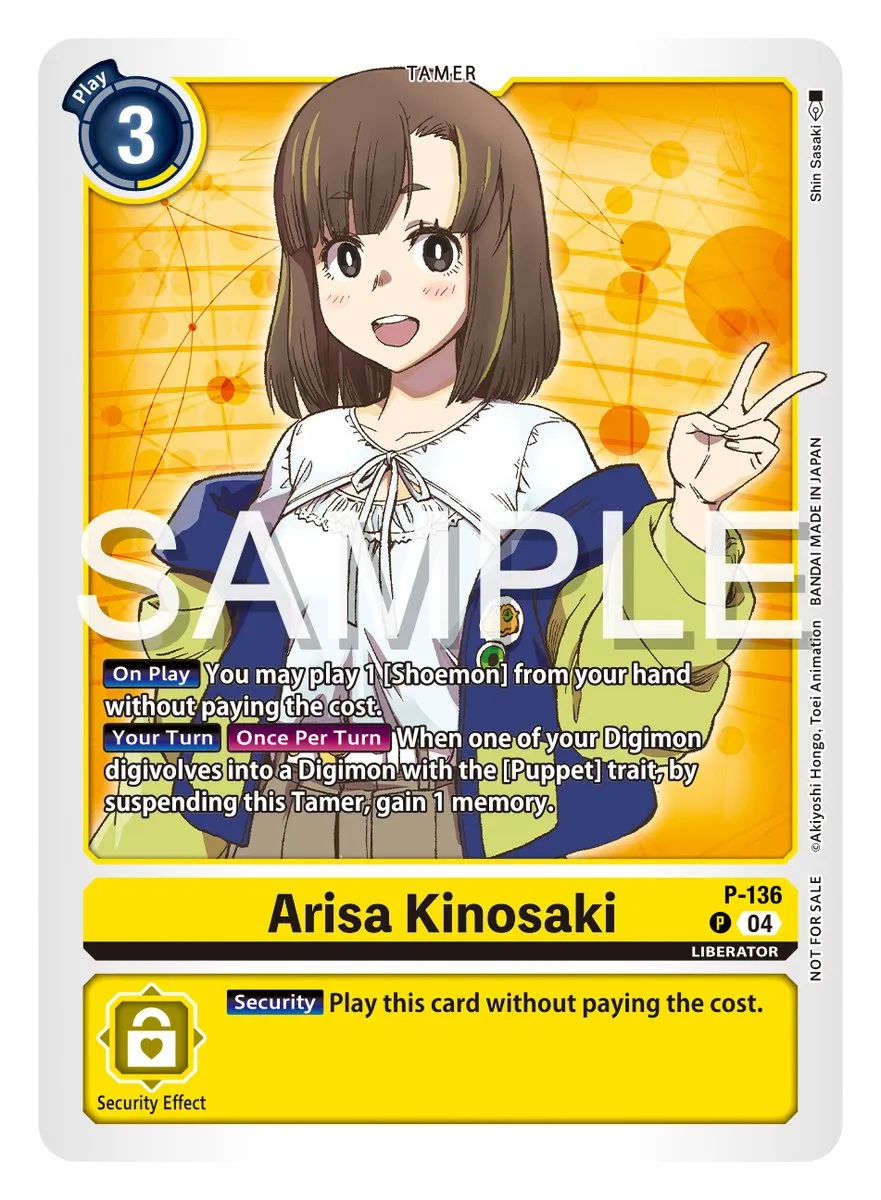 TAMER
Play
3
Shin Sasaki
SAMPLE
On Play You may play 1 [Shoemon] from your hand
without paying the cost.
Your Turn Once Per Turn When one of your Digimon
digivolves into a Digimon with the [Puppet] trait, by
suspending this Tamer, gain 1 memory.
©Akiyoshi Hongo, Toei Animation BANDAI MADE IN JAPAN
Arisa Kinosaki
P-136
P 04
LIBERATOR
NOT FOR SALE
Security Play this card without paying the cost.
Security Effect